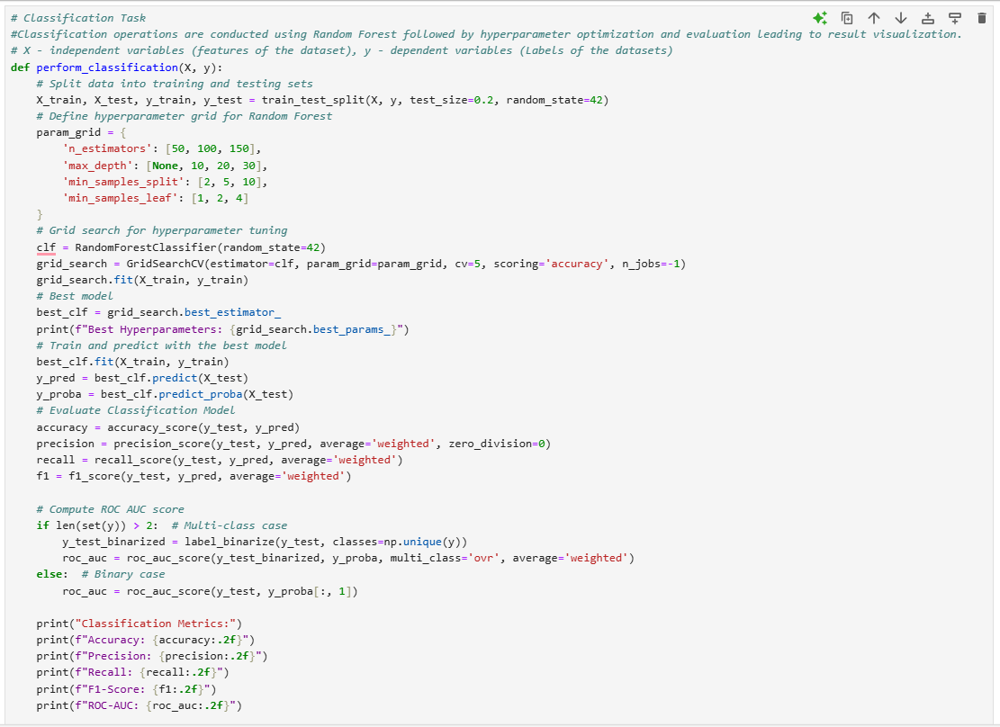 # Classification Task
#Classification operations are conducted using Random Forest followed by hyperparameter optimization and evaluation leading to result visualization.
# X - independent variables (features of the dataset), y - dependent variables (Labels of the datasets)
def perform_classification(X, y):
    # Split data into training and testing sets
    X_train, X_test, y_train, y_test = train_test_split(X, y, test_size=0.2, random_state=42)
    # Define hyperparameter grid for Random Forest
    param_grid = {
        'n_estimators': [50, 100, 150],
        'max_depth': [None, 10, 20, 30],
        'min_samples_split': [2, 5, 10],
        'min_samples_leaf': [1, 2, 4]
    }
    # Grid search for hyperparameter tuning
    clf = RandomForestClassifier(random_state=42)
    grid_search = GridSearchCV(estimator=clf, param_grid=param_grid, cv=5, scoring='accuracy', n_jobs=-1)
    grid_search.fit(X_train, y_train)
    # Best model
    best_clf = grid_search.best_estimator_
    print(f"Best Hyperparameters: {grid_search.best_params_}")
    # Train and predict with the best model
    best_clf.fit(X_train, y_train)
    y_pred = best_clf.predict(X_test)
    y_proba = best_clf.predict_proba(X_test)
    # Evaluate Classification Model
    accuracy = accuracy_score(y_test, y_pred)
    precision = precision_score(y_test, y_pred, average='weighted', zero_division=0)
    recall = recall_score(y_test, y_pred, average='weighted')
    f1 = f1_score(y_test, y_pred, average='weighted')

    # Compute ROC AUC score
    if len(set(y)) > 2:  # Multi-class case
        y_test_binarized = label_binarize(y_test, classes=np.unique(y))
        roc_auc = roc_auc_score(y_test_binarized, y_proba, multi_class='ovr', average='weighted')
    else:  # Binary case
        roc_auc = roc_auc_score(y_test, y_proba[:, 1])

    print("Classification Metrics:")
    print(f"Accuracy: {accuracy:.2f}")
    print(f"Precision: {precision:.2f}")
    print(f"Recall: {recall:.2f}")
    print(f"F1-Score: {f1:.2f}")
    print(f"ROC-AUC: {roc_auc:.2f}")